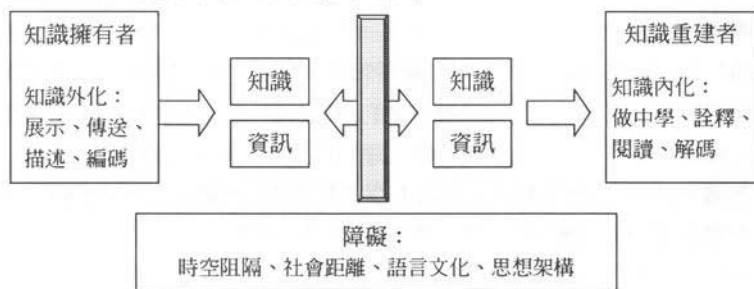 知識擁有者
知識外化：
展示、傳送、
描述、編碼
知識
資訊
知識
資訊
知識重建者
知識內化：
做中學、詮釋、
閱讀、解碼
障礙：
時空阻隔、社會距離、語言文化、思想架構